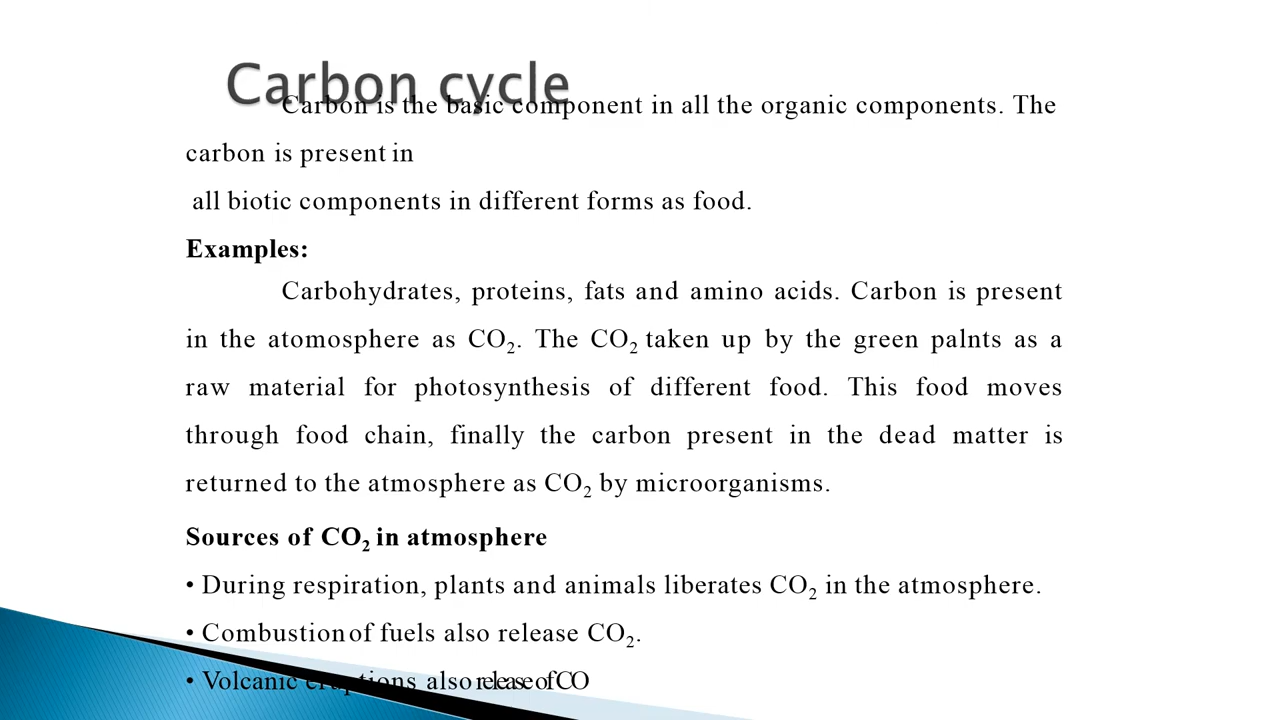 Carbon cycle
Carbon is the basic component in all the organic components. The
carbon is present in
all biotic components in different forms as food.
Examples:
Carbohydrates, proteins, fats and amino acids. Carbon is present
in the atomosphere as CO₂. The CO₂ taken up by the green palnts as a
raw material for photosynthesis of different food. This food moves
through food chain, finally the carbon present in the dead matter is
returned to the atmosphere as CO₂ by microorganisms.
Sources of CO₂ in atmosphere
• During respiration, plants and animals liberates CO₂ in the atmosphere.
• Combustion of fuels also release CO₂.
• Volcanic eruptions also release of CO